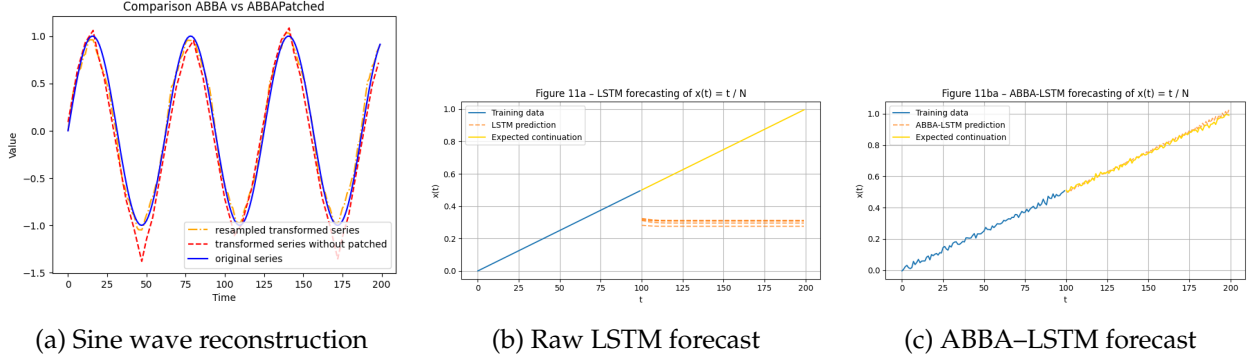 Comparison ABBA vs ABBAPatched
1.0
0.5
0.0
−0.5
−1.0
−1.5
Value
resampled transformed series
transformed series without patched
original series
0
25
50
75
100
125
150
175
200
Time
(a) Sine wave reconstruction
Figure 11a – LSTM forecasting of x(t) = t / N
Training data
LSTM prediction
Expected continuation
1.0
0.8
0.6
0.4
0.2
0.0
x(t)
0
25
50
75
100
125
150
175
200
t
(b) Raw LSTM forecast
Figure 11ba – ABBA-LSTM forecasting of x(t) = t / N
Training data
ABBA-LSTM prediction
Expected continuation
1.0
0.8
0.6
0.4
0.2
0.0
x(t)
0
25
50
75
100
125
150
175
200
t
(c) ABBA–LSTM forecast